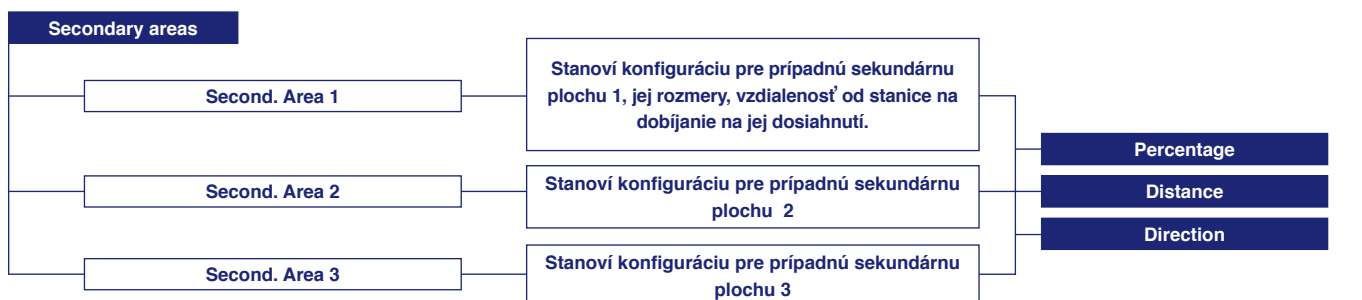 Secondary areas
Second. Area 1
Stanoví konfiguráciu pre prípadnú sekundárnu
plochu 1, jej rozmery, vzdialenosť od stanice na
dobíjanie na jej dosiahnutí.
Second. Area 2
Stanoví konfiguráciu pre prípadnú sekundárnu
plochu 2
Second. Area 3
Stanoví konfiguráciu pre prípadnú sekundárnu
plochu 3
Percentage
Distance
Direction